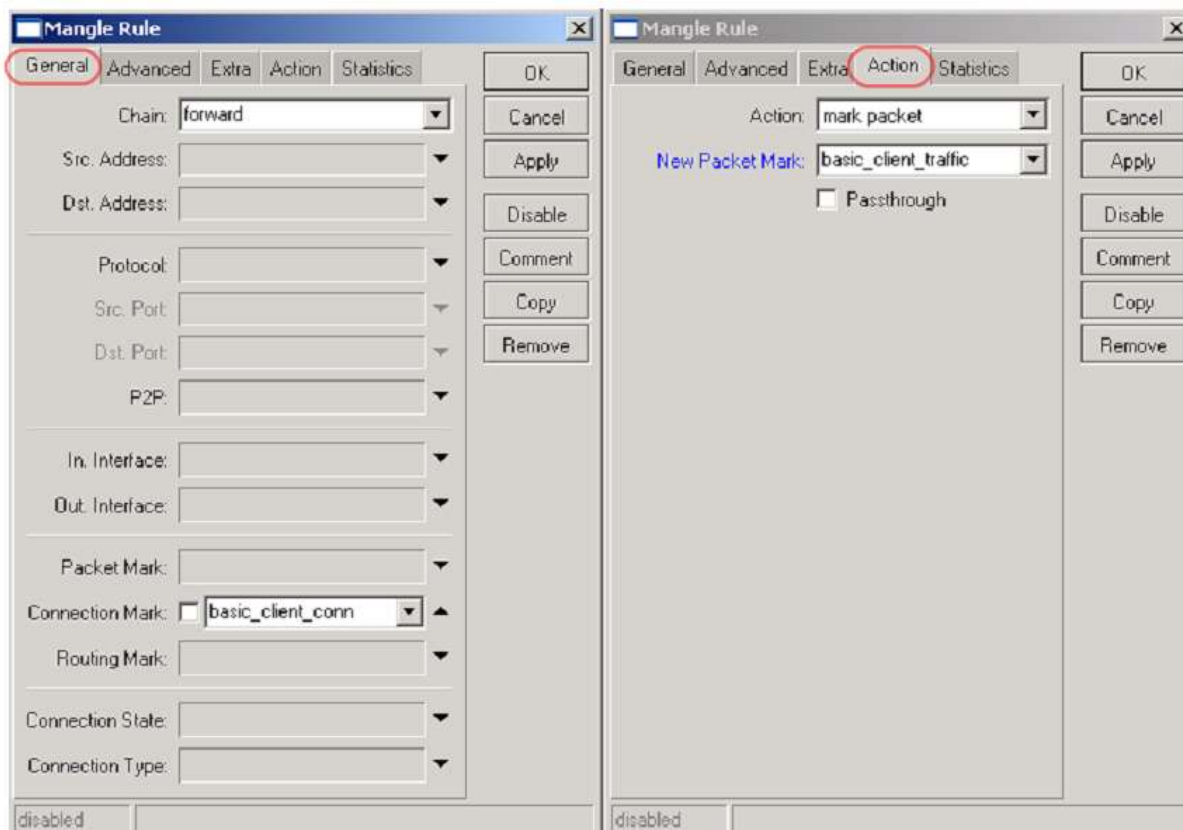 Mangle Rule
General Advanced Extra Action Statistics
Chain: forward
Src. Address:
Dst. Address:
Protocol:
Src. Port:
Dst. Port:
P2P:
In. Interface:
Out. Interface:
Packet Mark:
Connection Mark: basic_client_conn
Routing Mark:
Connection State:
Connection Type:
OK
Cancel
Apply
Disable
Comment
Copy
Remove
disabled
Mangle Rule
General Advanced Extra Action Statistics
Action: mark packet
New Packet Mark: basic_client_traffic
Passthrough
OK
Cancel
Apply
Disable
Comment
Copy
Remove
disabled